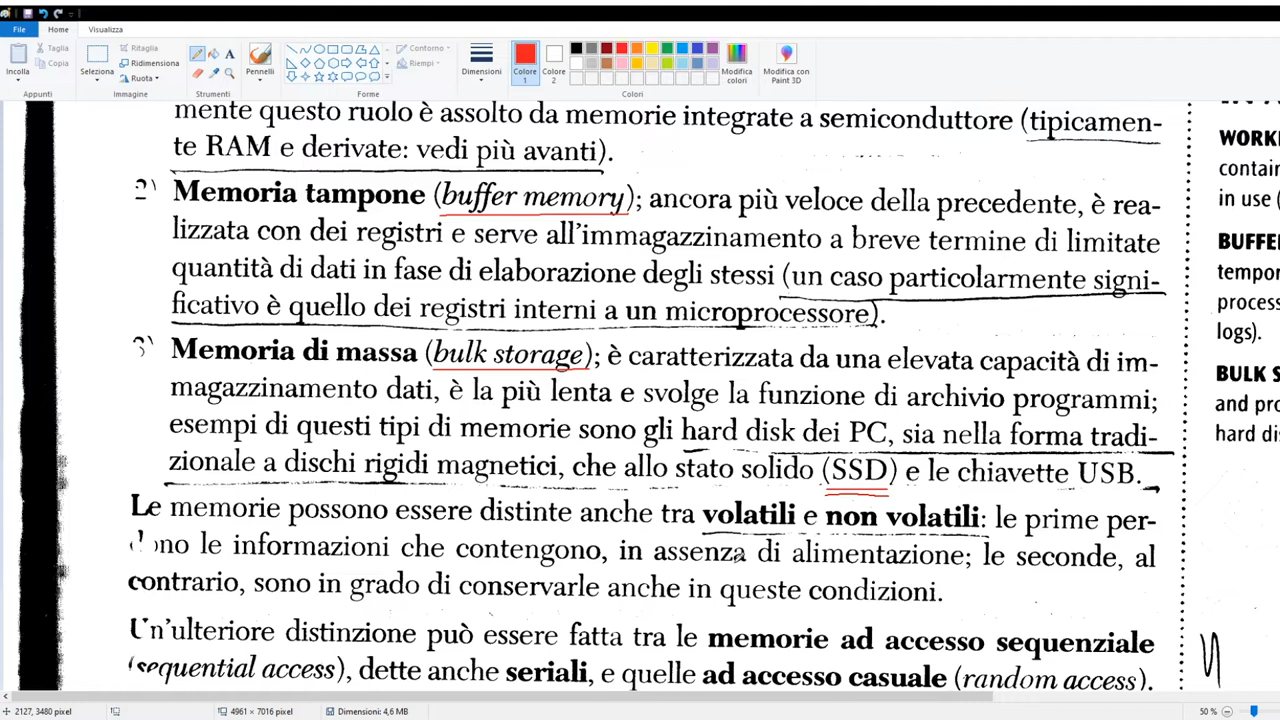 File Home Visualizza
Incolla
Taglia
Copia
Appunti
Seleziona
Ritaglia
Ridimensiona
Ruota
Immagine
A
Strumenti
Pennelli
Contorno
Riempi
Forme
Dimensioni
Colore 1
Colore 2
Modifica colori
Colori
Modifica con Paint 3D
mente questo ruolo è assolto da memorie integrate a semiconduttore (tipicamen-
te RAM e derivate: vedi più avanti).
2) Memoria tampone (buffer memory); ancora più veloce della precedente, è rea-
lizzata con dei registri e serve all'immagazzinamento a breve termine di limitate
quantità di dati in fase di elaborazione degli stessi (un caso particolarmente signi-
ficativo è quello dei registri interni a un microprocessore).
3) Memoria di massa (bulk storage); è caratterizzata da una elevata capacità di im-
magazzinamento dati, è la più lenta e svolge la funzione di archivio programmi;
esempi di questi tipi di memorie sono gli hard disk dei PC, sia nella forma tradi-
zionale a dischi rigidi magnetici, che allo stato solido (SSD) e le chiavette USB.
Le memorie possono essere distinte anche tra volatili e non volatili: le prime per-
dono le informazioni che contengono, in assenza di alimentazione; le seconde, al
contrario, sono in grado di conservarle anche in queste condizioni.
Un'ulteriore distinzione può essere fatta tra le memorie ad accesso sequenziale
(sequential access), dette anche seriali, e quelle ad accesso casuale (random access).
WORKI
contain
in use (
BUFFE
tempor
process
logs).
BULK S
and pro
hard di
2127, 3480 pixel
4961 × 7016 pixel
Dimensioni: 4,6 MB
50 %